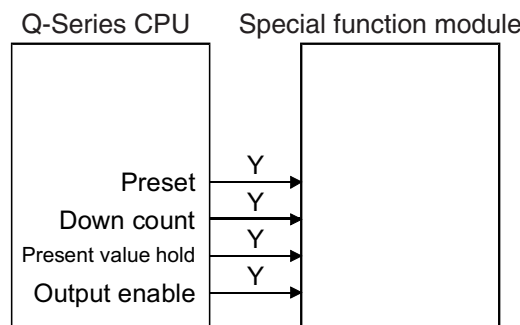 Q-Series CPU Special function module
Preset Y
Down count Y
Present value hold Y
Output enable Y